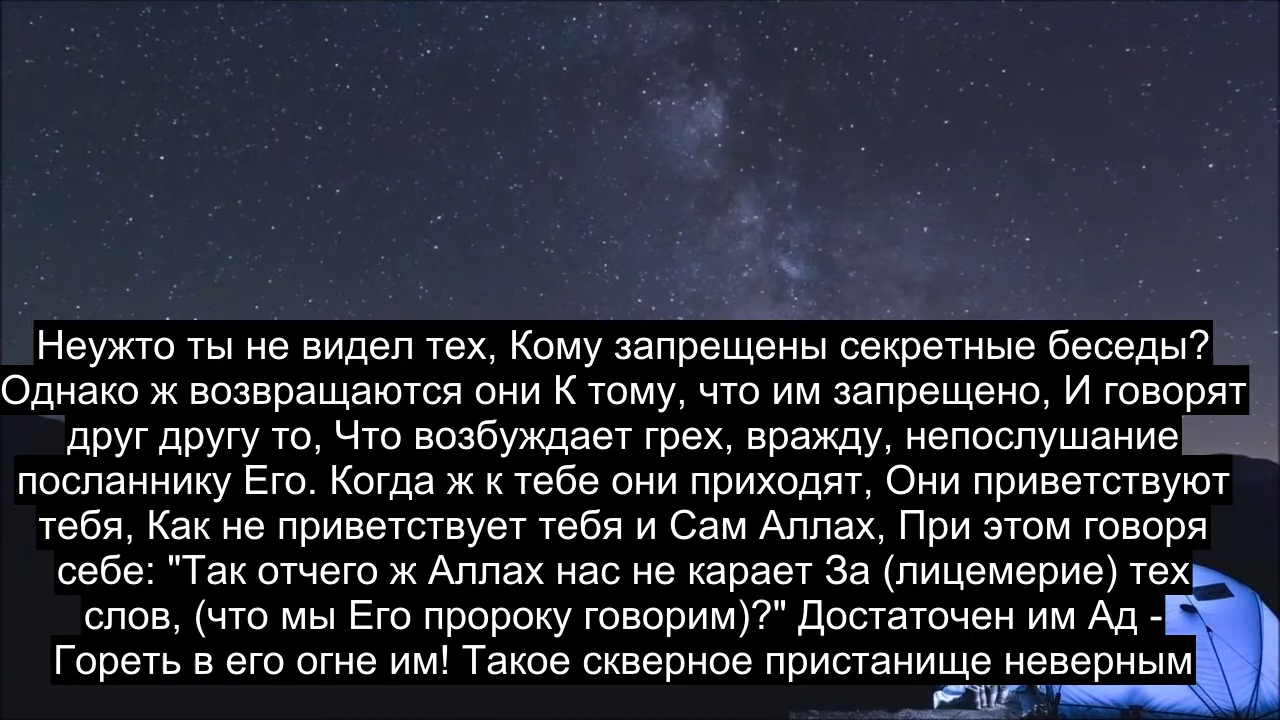 Неужто ты не видел тех, Кому запрещены секретные беседы?
Однако ж возвращаются они К тому, что им запрещено, И говорят
друг другу то, Что возбуждает грех, вражду, непослушание
посланнику Его. Когда ж к тебе они приходят, Они приветствуют
тебя, Как не приветствует тебя и Сам Аллах, При этом говоря
себе: "Так отчего ж Аллах нас не карает За (лицемерие) тех
слов, (что мы Его пророку говорим)?" Достаточен им Ад -
Гореть в его огне им! Такое скверное пристанище неверным